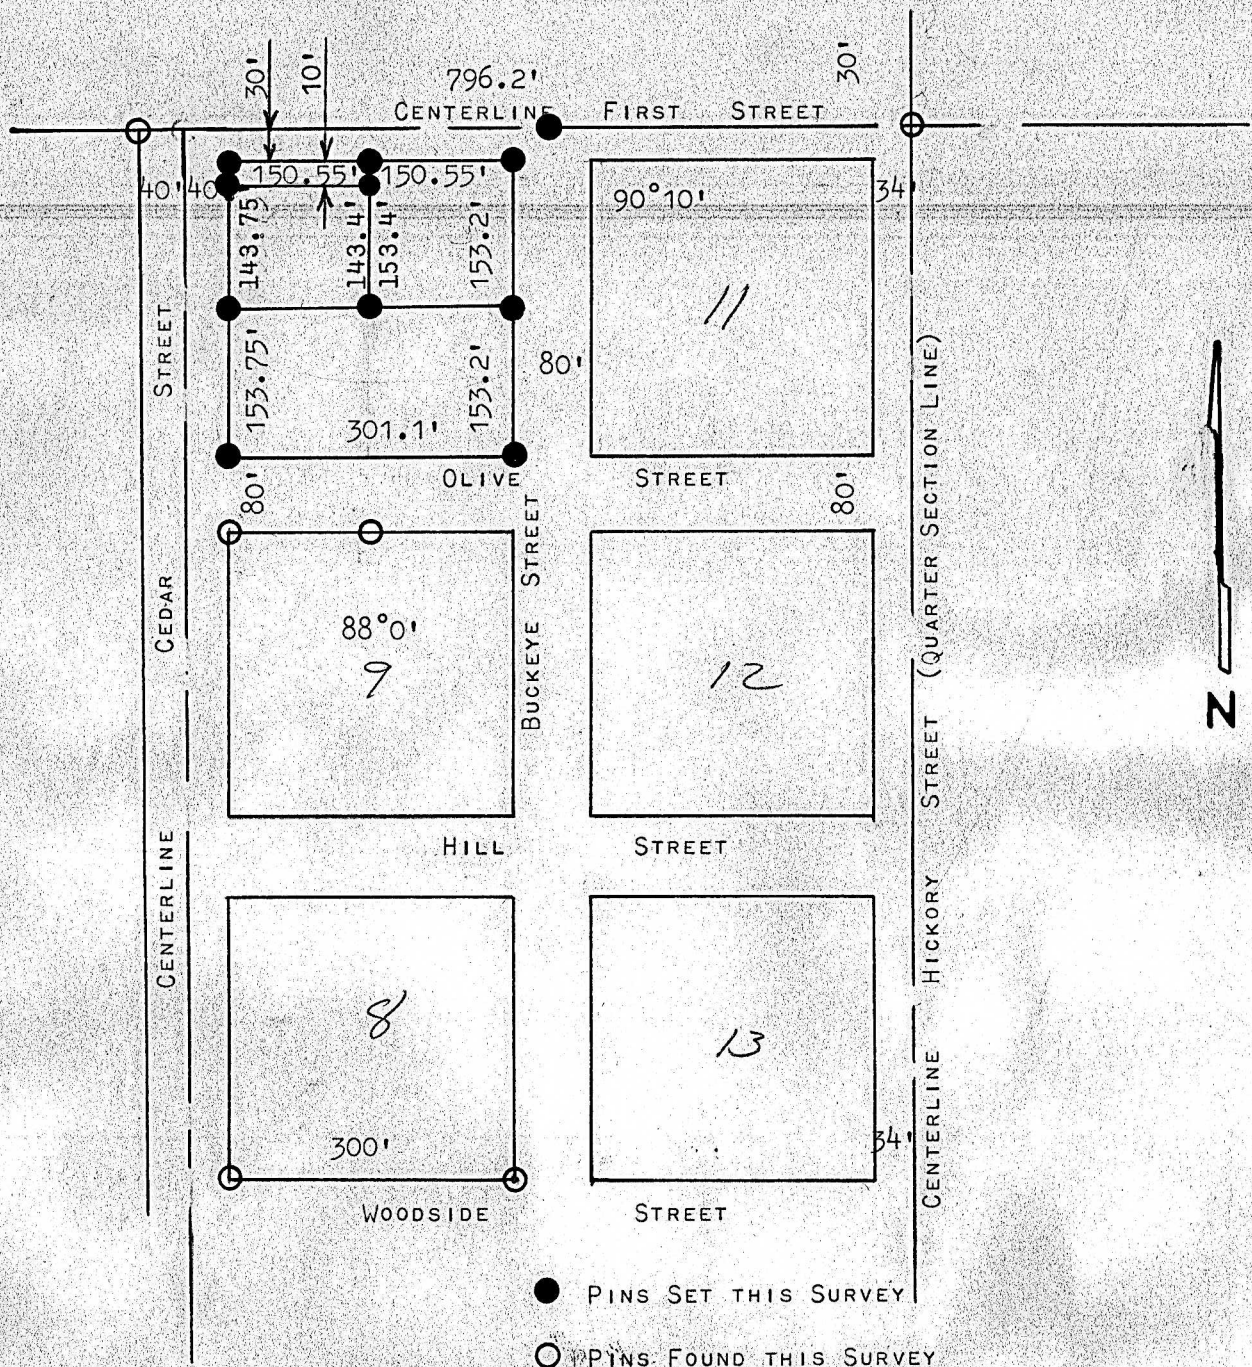 30'
10'
796.2'
30'
CENTERLINE FIRST STREET
40' 40' 150.55' 150.55'
90°10'
34'
143.75'
143.4'
153.4'
153.2'
11
STREET
80'
153.75'
153.2'
301.1'
OLIVE STREET
80'
80'
(QUARTER SECTION LINE)
CEDAR
BUCKEYE STREET
88°0'
9
12
N
HILL STREET
CENTERLINE
STREET
HICKORY
8
13
CENTERLINE
300'
34'
WOODSIDE STREET
PINS SET THIS SURVEY
PINS FOUND THIS SURVEY